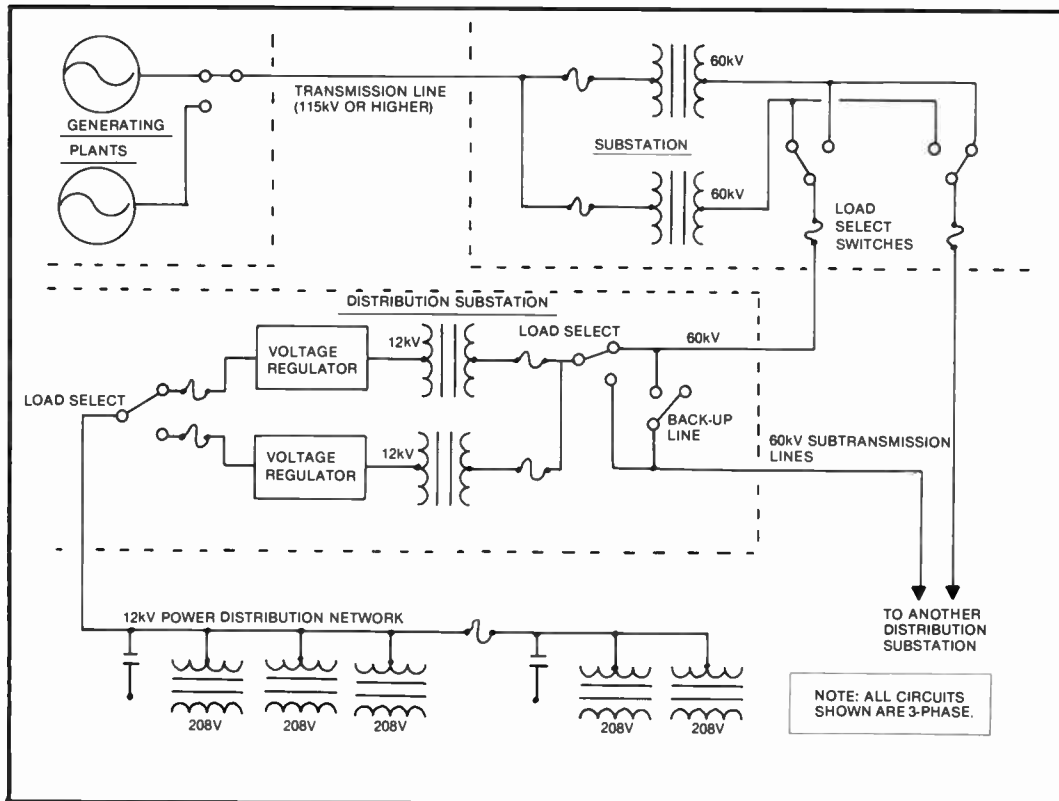 GENERATING
PLANTS
TRANSMISSION LINE
(115kV OR HIGHER)
60kV
SUBSTATION
60kV
LOAD
SELECT
SWITCHES
DISTRIBUTION SUBSTATION
LOAD SELECT
60kV
12kV
VOLTAGE
REGULATOR
LOAD SELECT
BACK-UP
LINE
12kV
VOLTAGE
REGULATOR
60kV SUBTRANSMISSION
LINES
TO ANOTHER
DISTRIBUTION
SUBSTATION
12kV POWER DISTRIBUTION NETWORK
208V
208V
208V
208V
208V
NOTE: ALL CIRCUITS
SHOWN ARE 3-PHASE.